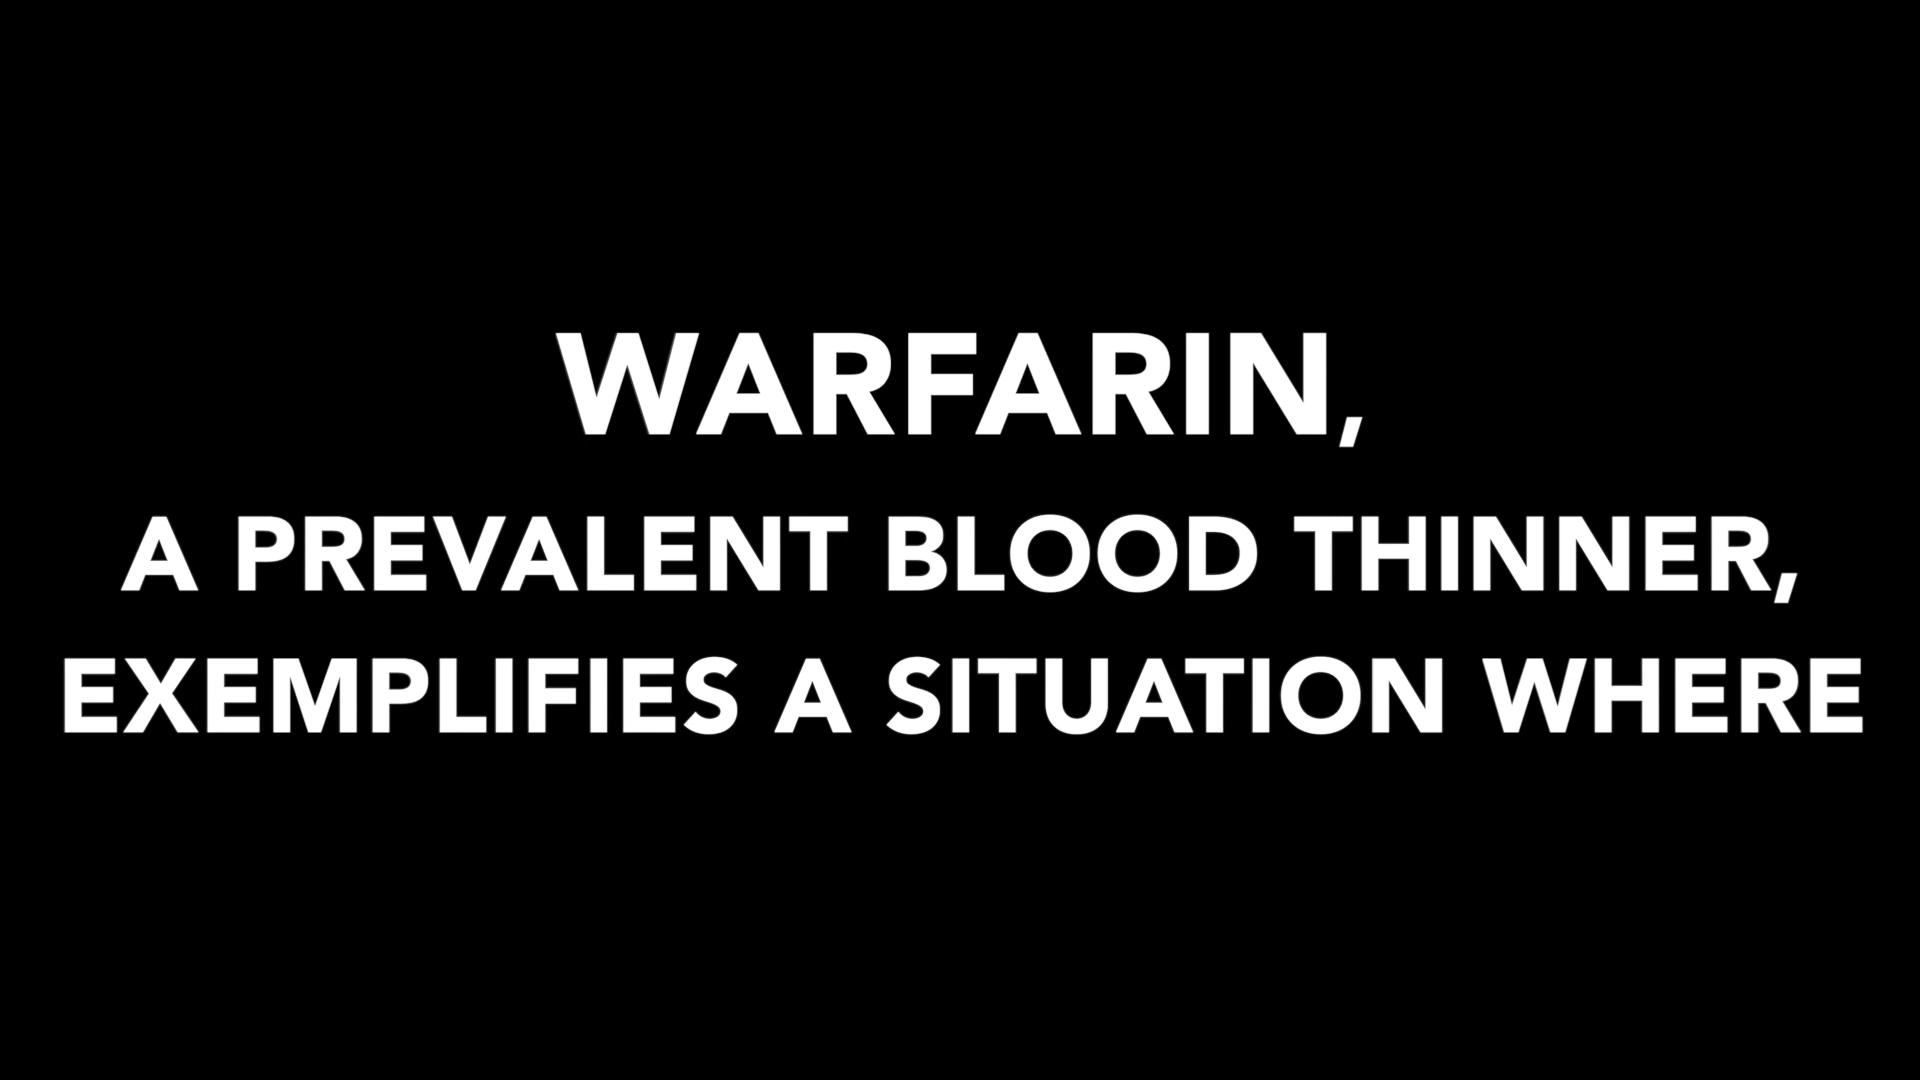 WARFARIN,
A PREVALENT BLOOD THINNER,
EXEMPLIFIES A SITUATION WHERE